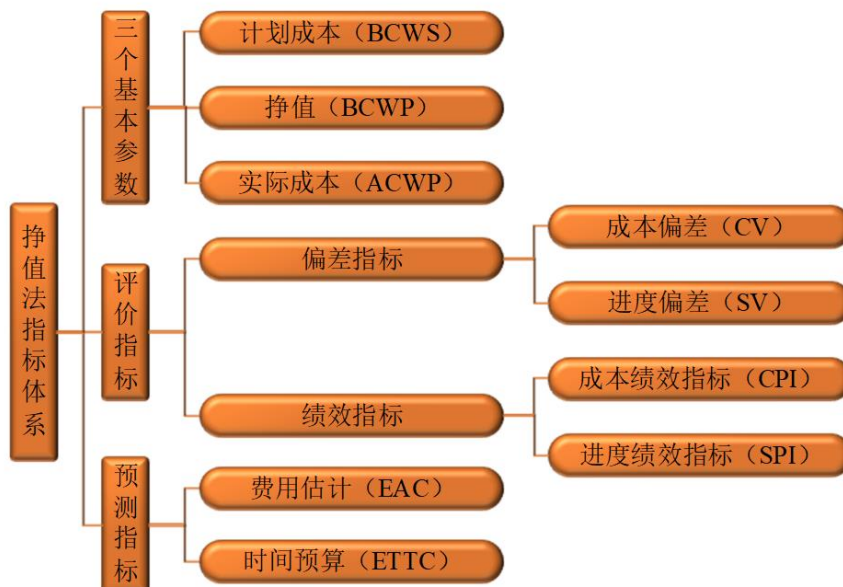 挣值法指标体系
三个基本参数
计划成本（BCWS）
挣值（BCWP）
实际成本（ACWP）
评价指标
偏差指标
成本偏差（CV）
进度偏差（SV）
绩效指标
成本绩效指标（CPI）
进度绩效指标（SPI）
预测指标
费用估计（EAC）
时间预算（ETTC）